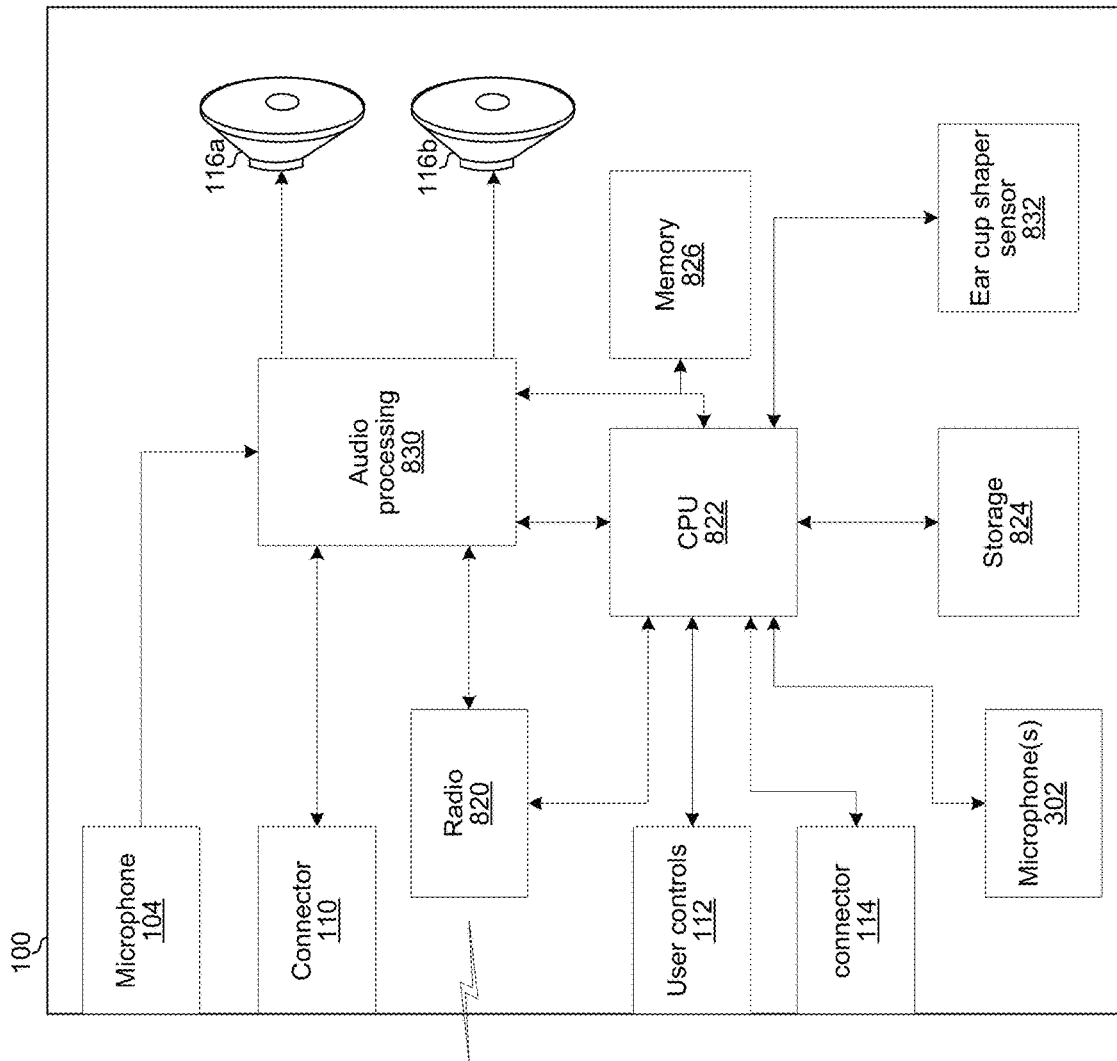 100
Microphone
104
Connector
110
Radio
820
User controls
112
connector
114
Microphone(s)
302
Audio
processing
830
CPU
822
Storage
824
Memory
826
Ear cup shaper
sensor
832
116a
116b